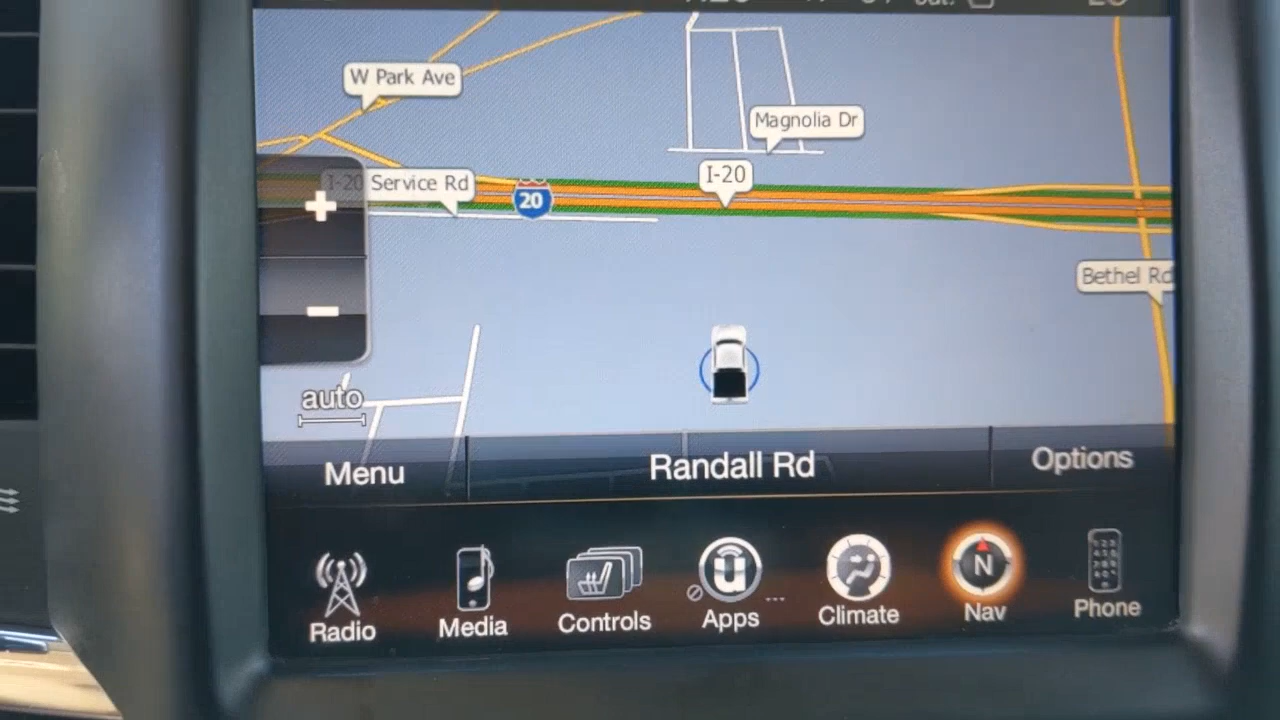 W Park Ave
Magnolia Dr
I-20
I-20 Service Rd
20
Bethel Rd
auto
Menu
Randall Rd
Options
N
Radio
Media
Controls
Apps
Climate
Nav
Phone